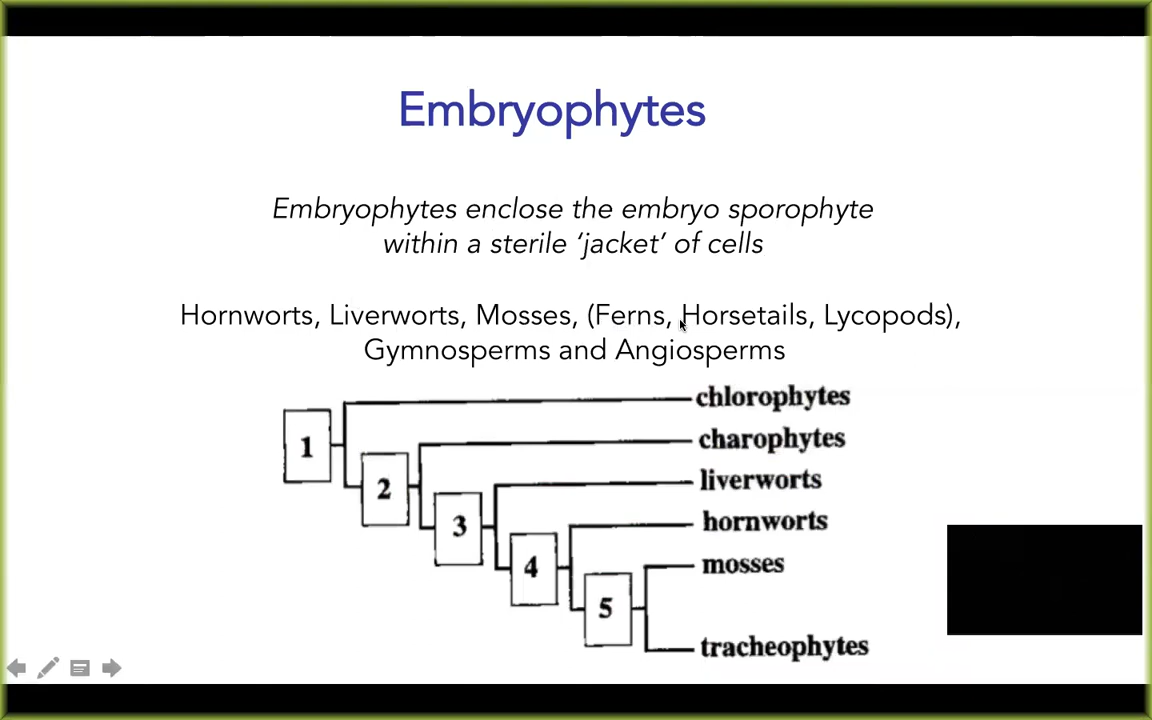 Embryophytes
Embryophytes enclose the embryo sporophyte
within a sterile ‘jacket’ of cells
Hornworts, Liverworts, Mosses, (Ferns, Horsetails, Lycopods),
Gymnosperms and Angiosperms
chlorophytes
1
charophytes
2
liverworts
3
hornworts
4
mosses
5
tracheophytes